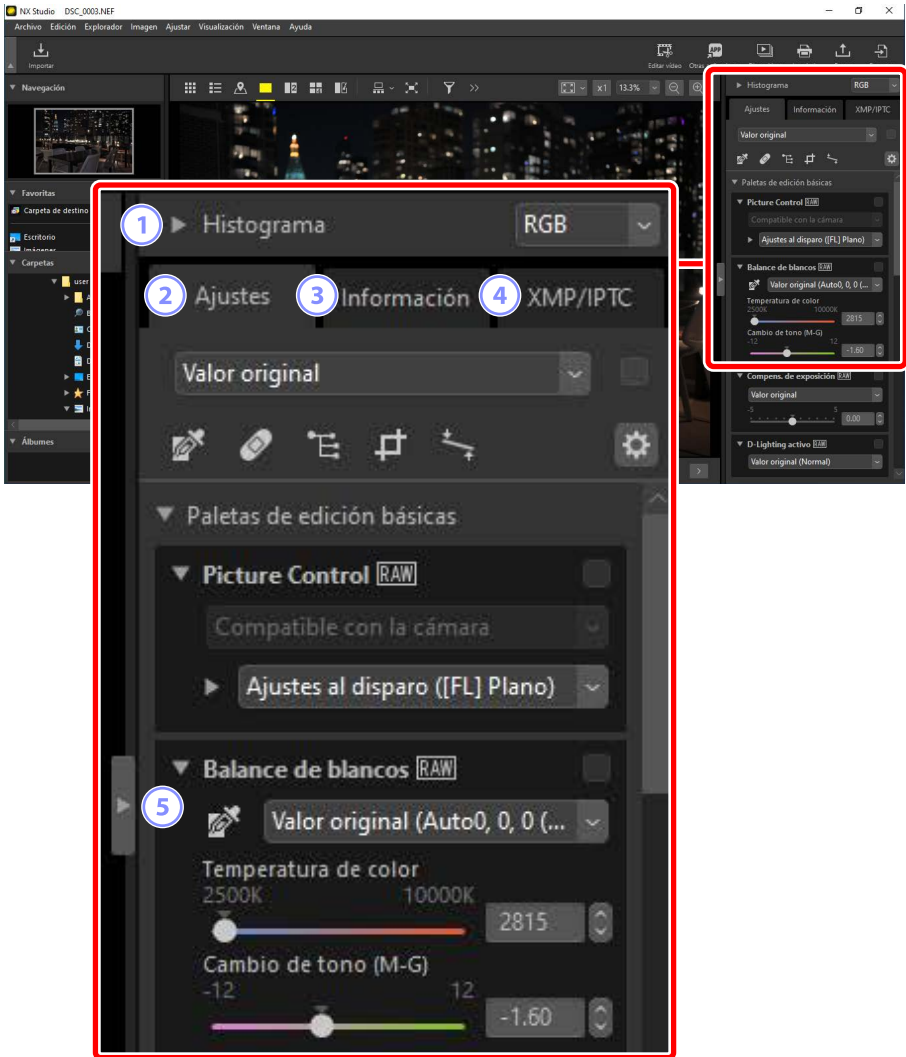 NX Studio DSC_0003.NEF
Archivo Edición Explorador Imagen Ajustar Visualización Ventana Ayuda
Importar
Editar vídeo
▼ Navegación
x1 13.3%
▼ Favoritas
Carpeta de destino
Escritorio
▼ Carpetas
user
▼ Álbumes
Histograma RGB
Ajustes Información XMP/IPTC
Valor original
Paletas de edición básicas
Picture Control RAW
Compatible con la cámara
Ajustes al disparo ([FL] Plano)
Balance de blancos RAW
Valor original (Auto0, 0, 0 (...
Temperatura de color
2500K 10000K
2815
Cambio de tono (M-G)
-12 12
-1.60
Compens. de exposición RAW
Valor original
-5 5
0.00
D-Lighting activo RAW
Valor original (Normal)
1 Histograma RGB
2 Ajustes 3 Información 4 XMP/IPTC
Valor original
Paletas de edición básicas
Picture Control RAW
Compatible con la cámara
Ajustes al disparo ([FL] Plano)
Balance de blancos RAW
5 Valor original (Auto0, 0, 0 (...
Temperatura de color
2500K 10000K
2815
Cambio de tono (M-G)
-12 12
-1.60